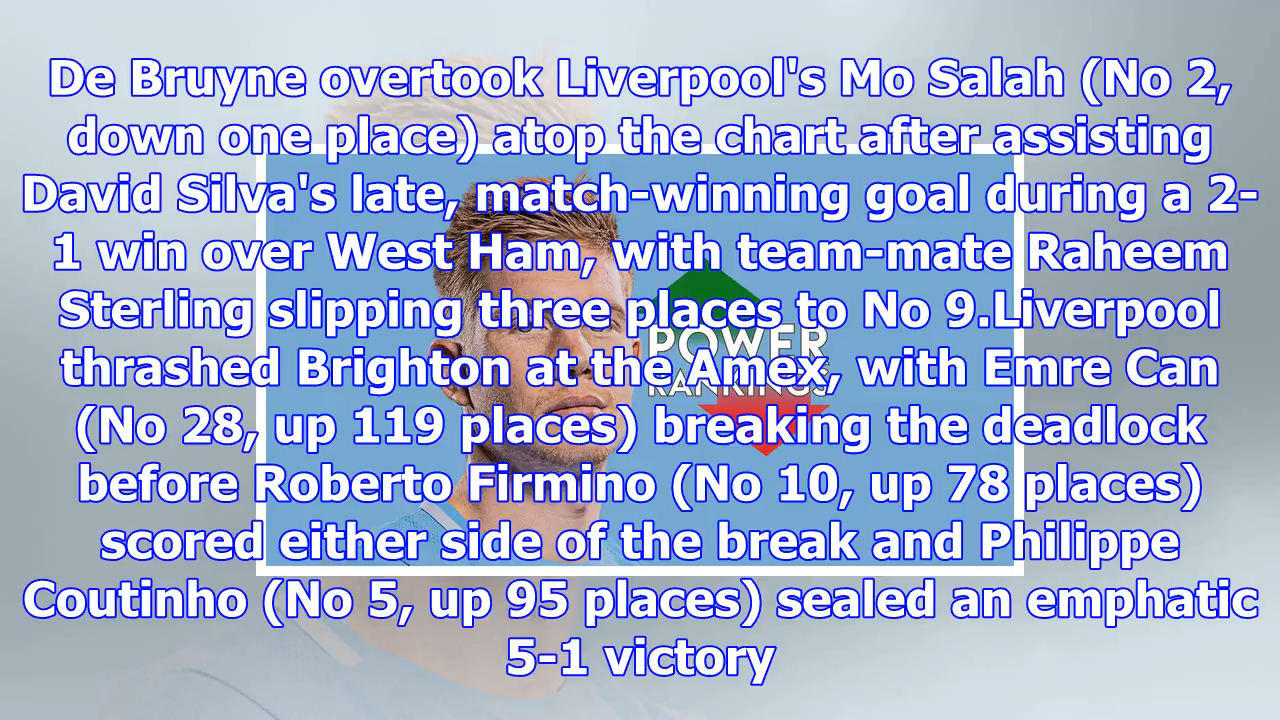 De Bruyne overtook Liverpool's Mo Salah (No 2,
down one place) atop the chart after assisting
David Silva's late, match-winning goal during a 2-
1 win over West Ham, with team-mate Raheem
Sterling slipping three places to No 9.Liverpool
thrashed Brighton at the Amex, with Emre Can
(No 28, up 119 places) breaking the deadlock
before Roberto Firmino (No 10, up 78 places)
scored either side of the break and Philippe
Coutinho (No 5, up 95 places) sealed an emphatic
5-1 victory
POWER
RANKINGS